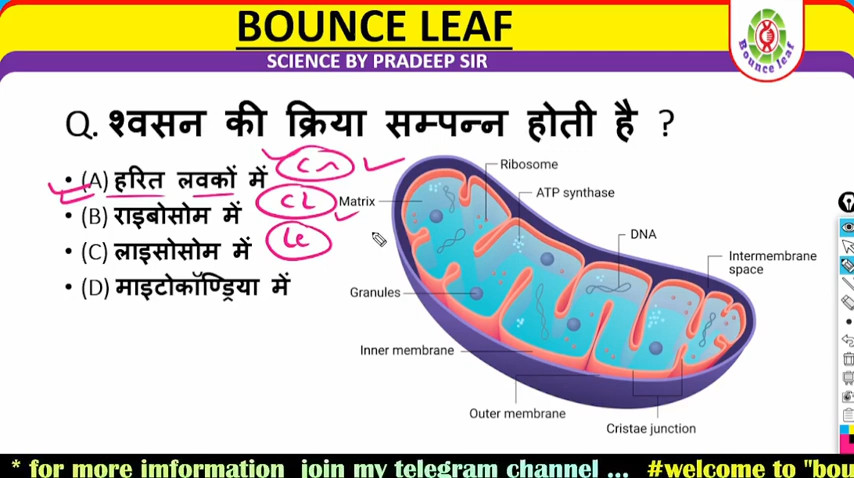 BOUNCE LEAF
SCIENCE BY PRADEEP SIR
Bounce leaf
Q. श्वसन की क्रिया सम्पन्न होती है ?
• (A) हरित लवकों में
• (B) राइबोसोम में
• (C) लाइसोसोम में
• (D) माइटोकॉण्ड्रिया में
Ribosome
ATP synthase
Matrix
DNA
Intermembrane
space
Granules
Inner membrane
Outer membrane
Cristae junction
* for more imformation join my telegram channel ... #welcome to "bou